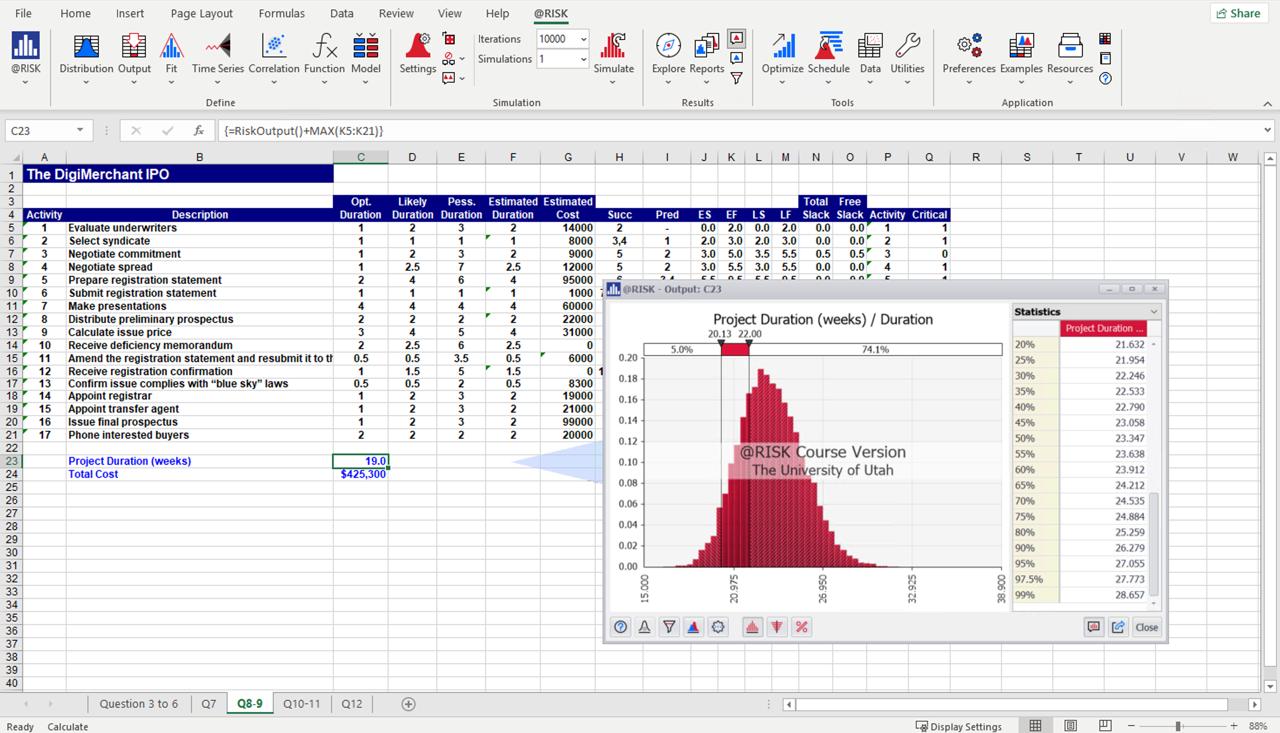 File Home Insert Page Layout Formulas Data Review View Help @RISK Share
@RISK Distribution Output Fit Time Series Correlation Function Model Settings Iterations 10000 Simulate Explore Reports Optimize Schedule Data Utilities Preferences Examples Resources
Simulations 1
Define Simulation Results Tools Application
C23 fx {=RiskOutput()+MAX(K5:K21)}
A B C D E F G H I J K L M N O P Q R S T U V W
1 The DigiMerchant IPO
2
3 Opt. Likely Pess. Estimated Estimated Total Free
4 Activity Description Duration Duration Duration Duration Cost Succ Pred ES EF LS LF Slack Slack Activity Critical
5 1 Evaluate underwriters 1 2 3 2 14000 2 - 0.0 2.0 0.0 2.0 0.0 0.0 1 1
6 2 Select syndicate 1 1 1 1 8000 3,4 1 2.0 3.0 2.0 3.0 0.0 0.0 2 1
7 3 Negotiate commitment 1 2 3 2 9000 5 2 3.0 5.0 3.5 5.5 0.5 0.5 3 0
8 4 Negotiate spread 1 2.5 7 2.5 12000 5 2 3.0 5.5 3.0 5.5 0.0 0.0 4 1
9 5 Prepare registration statement 2 4 6 4 95000
10 6 Submit registration statement 1 1 1 1 1000
11 7 Make presentations 4 4 4 4 60000
12 8 Distribute preliminary prospectus 2 2 2 2 22000
13 9 Calculate issue price 3 4 5 4 31000
14 10 Receive deficiency memorandum 2 2.5 6 2.5 0
15 11 Amend the registration statement and resubmit it to th 0.5 0.5 3.5 0.5 6000
16 12 Receive registration confirmation 1 1.5 5 1.5 0 1
17 13 Confirm issue complies with “blue sky” laws 0.5 0.5 2 0.5 8300
18 14 Appoint registrar 1 2 3 2 19000
19 15 Appoint transfer agent 1 2 3 2 21000
20 16 Issue final prospectus 1 2 3 2 99000
21 17 Phone interested buyers 2 2 2 2 20000
22
23 Project Duration (weeks) 19.0
24 Total Cost $425,300
25
26
27
28
29
30
31
32
33
34
35
36
37
38
39
40
@RISK - Output: C23
Project Duration (weeks) / Duration
20.13 22.00
5.0% 74.1%
0.20
0.18
0.16
0.14
0.12
0.10
0.08
0.06
0.04
0.02
0.00
@RISK Course Version
The University of Utah
15.000 20.975 26.950 32.925 38.900
Statistics
Project Duration ...
20% 21.632
25% 21.954
30% 22.246
35% 22.533
40% 22.790
45% 23.058
50% 23.347
55% 23.638
60% 23.912
65% 24.212
70% 24.535
75% 24.884
80% 25.259
90% 26.279
95% 27.055
97.5% 27.773
99% 28.657
Close
Question 3 to 6 Q7 Q8-9 Q10-11 Q12
Ready Calculate Display Settings 88%